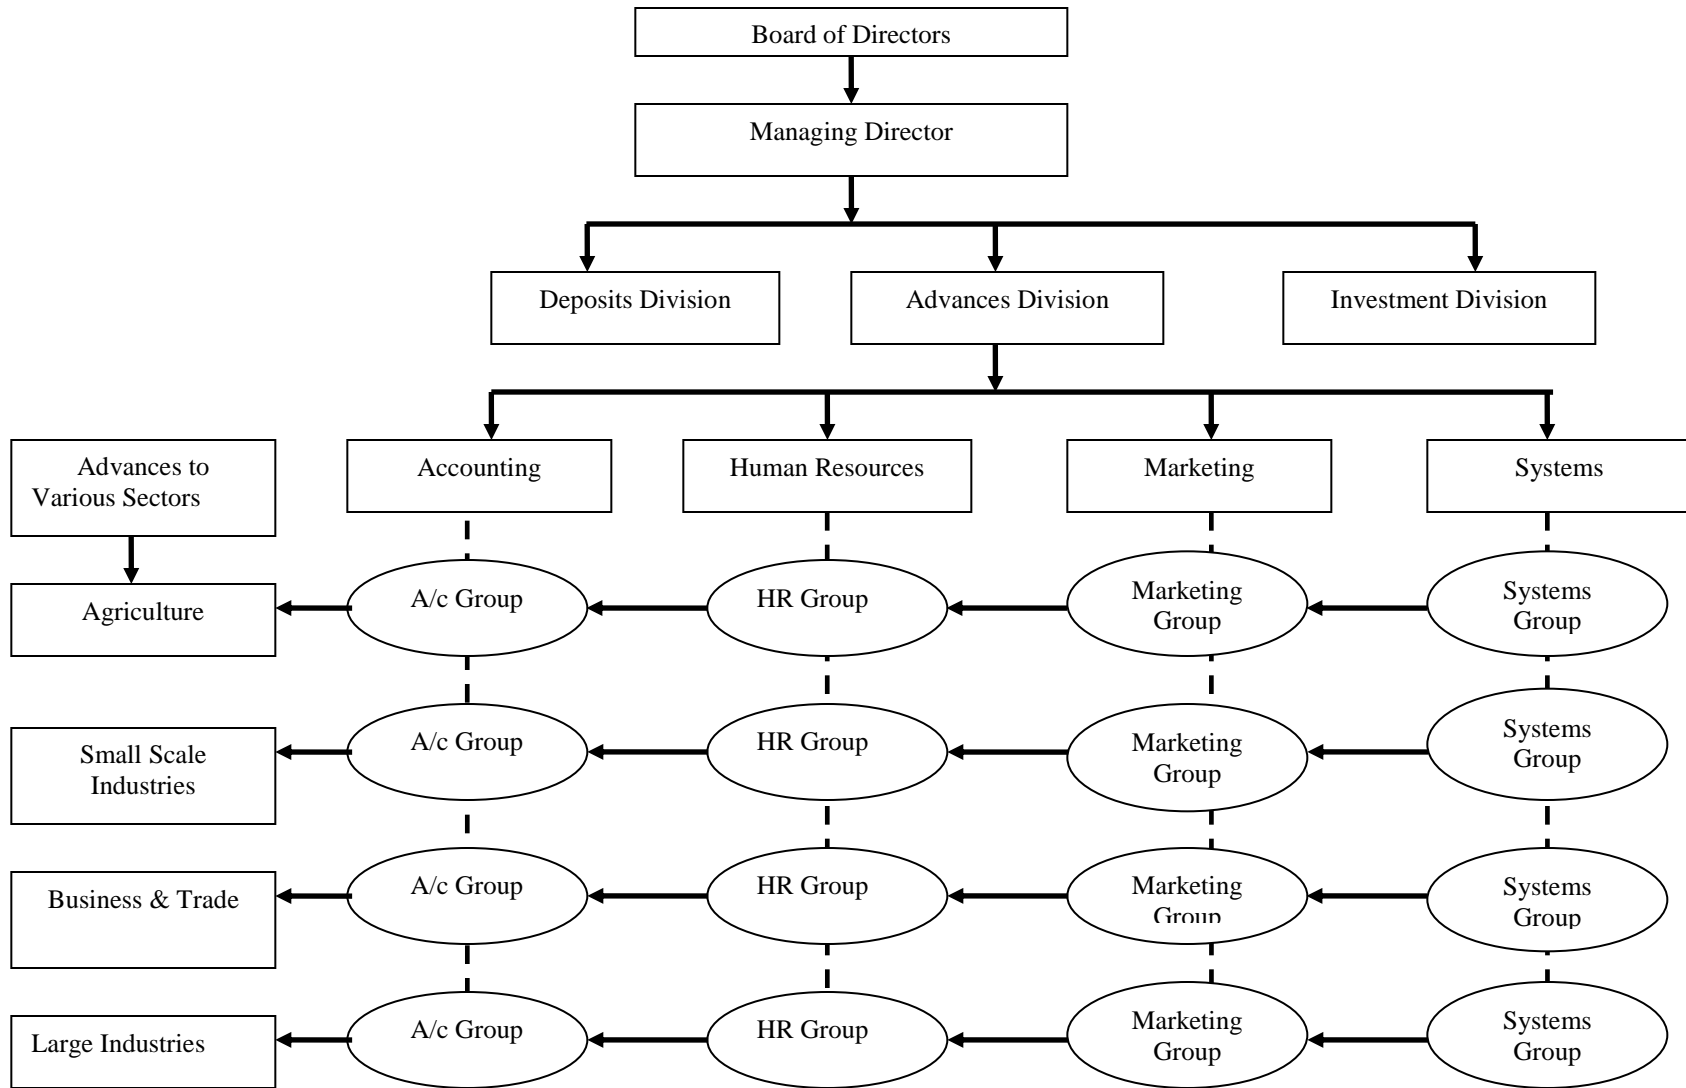 Board of Directors
Managing Director
Deposits Division
Advances Division
Investment Division
Advances to
Various Sectors
Accounting
Human Resources
Marketing
Systems
Agriculture
A/c Group
HR Group
Marketing
Group
Systems
Group
Small Scale
Industries
A/c Group
HR Group
Marketing
Group
Systems
Group
Business & Trade
A/c Group
HR Group
Marketing
Group
Systems
Group
Large Industries
A/c Group
HR Group
Marketing
Group
Systems
Group